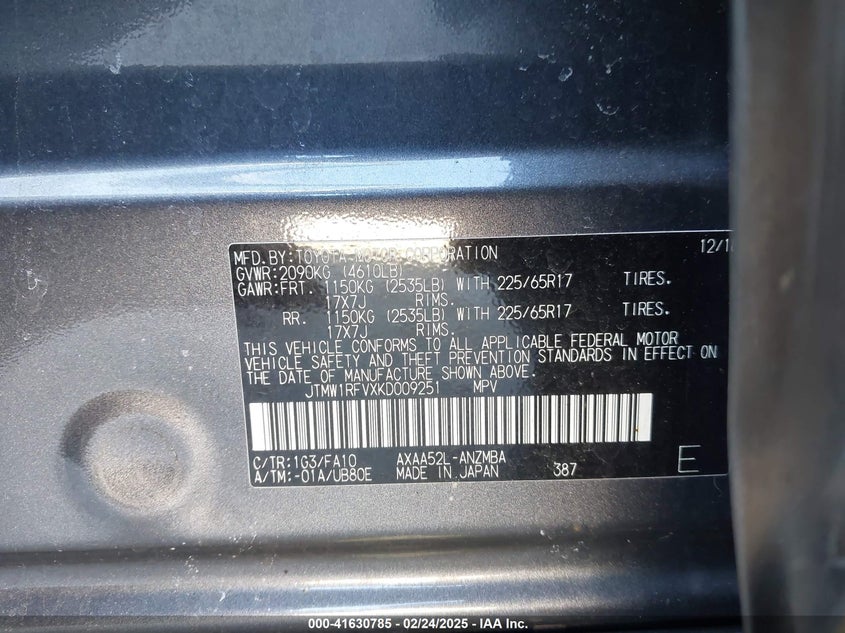 MFD.BY:TOYOTA MOTOR CORPORATION 12/1
GVWR:2090KG (4610LB)
GAWR:FRT. 1150KG (2535LB) WITH 225/65R17 TIRES.
17X7J RIMS.
RR. 1150KG (2535LB) WITH 225/65R17 TIRES.
17X7J RIMS.
THIS VEHICLE CONFORMS TO ALL APPLICABLE FEDERAL MOTOR
VEHICLE SAFETY AND THEFT PREVENTION STANDARDS IN EFFECT ON
THE DATE OF MANUFACTURE SHOWN ABOVE.
JTMW1RFVXKD009251 MPV
C/TR:1G3/FA10 AXAA52L-ANZMBA
A/TM:-01A/UB80E MADE IN JAPAN 387 E
000-41630785 - 02/24/2025 - IAA Inc.